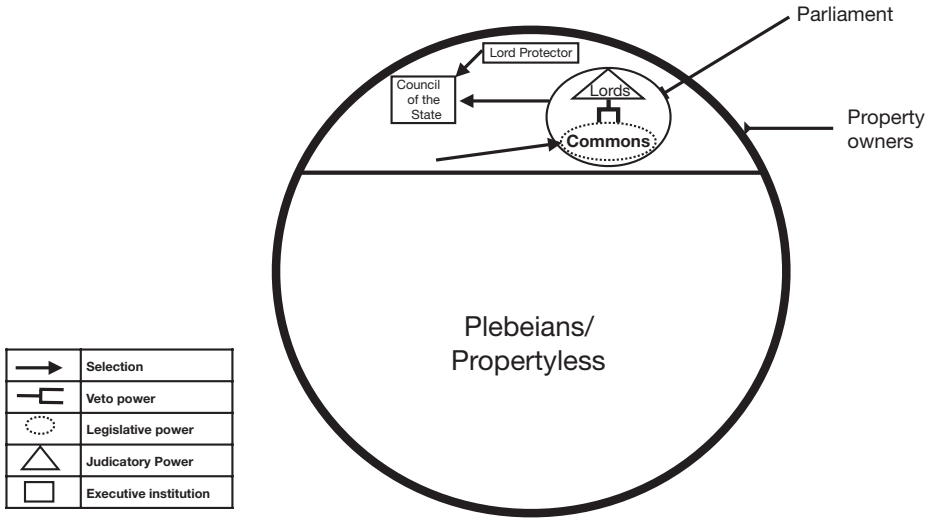 Parliament
Lord Protector
Council
of the
State
Lords
Commons
Property
owners
Plebeians/
Propertyless
Selection
Veto power
Legislative power
Judicatory Power
Executive institution